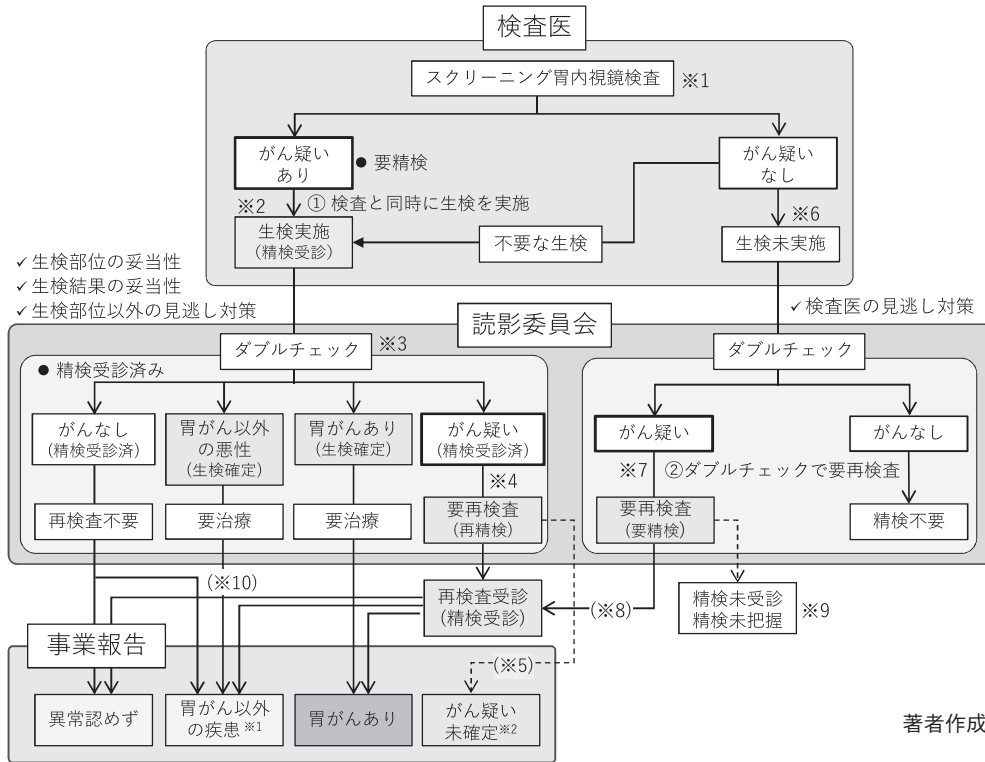 検査医
スクリーニング胃内視鏡検査
※1
がん疑い
あり
● 要精検
がん疑い
なし
※2
① 検査と同時に生検を実施
※6
生検実施
(精検受診)
不要な生検
生検未実施
✓生検部位の妥当性
✓生検結果の妥当性
✓生検部位以外の見逃し対策
✓検査医の見逃し対策
読影委員会
ダブルチェック
※3
ダブルチェック
● 精検受診済み
がんなし
(精検受診済)
胃がん以外
の悪性
(生検確定)
胃がんあり
(生検確定)
がん疑い
(精検受診済)
がん疑い
がんなし
※4
※7
②ダブルチェックで要再検査
再検査不要
要治療
要治療
要再検査
(再精検)
要再検査
(要精検)
精検不要
(※10)
再検査受診
(精検受診)
(※8)
精検未受診
精検未把握
※9
事業報告
(※5)
異常認めず
胃がん以外
の疾患※1
胃がんあり
がん疑い
未確定※2
著者作成